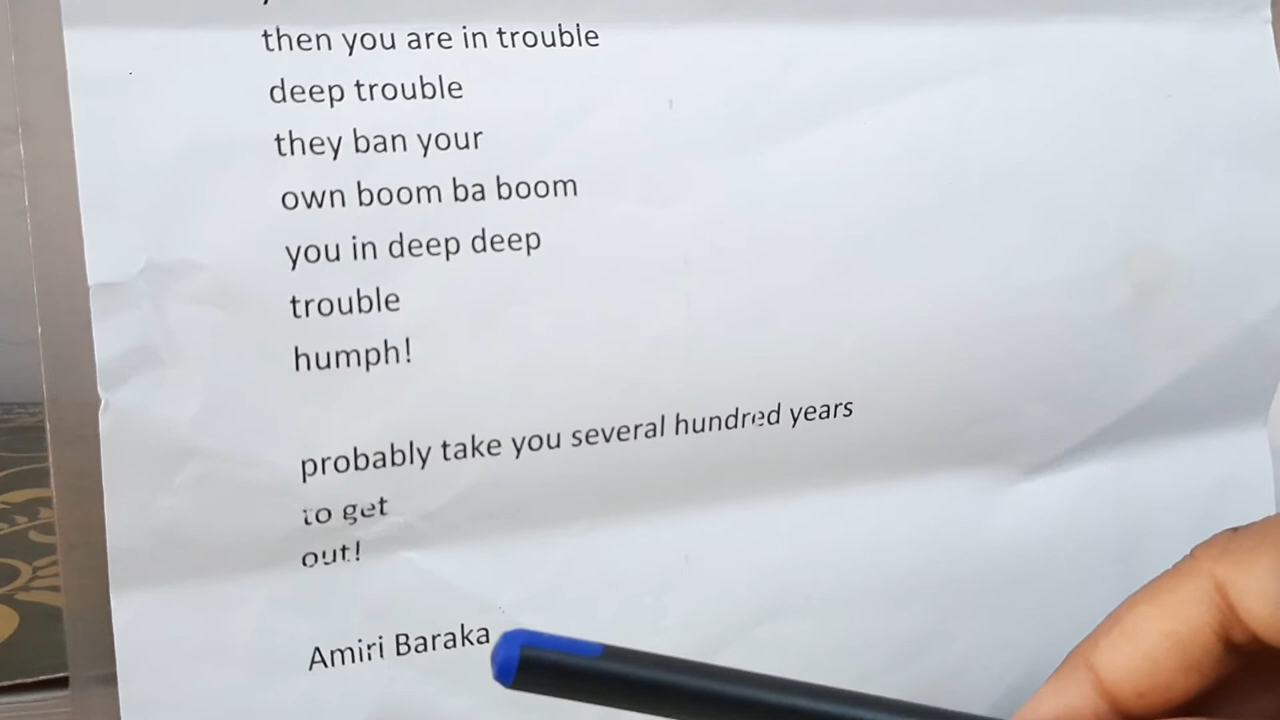 then you are in trouble
deep trouble
they ban your
own boom ba boom
you in deep deep
trouble
humph!
probably take you several hundred years
to get
out!
Amiri Baraka